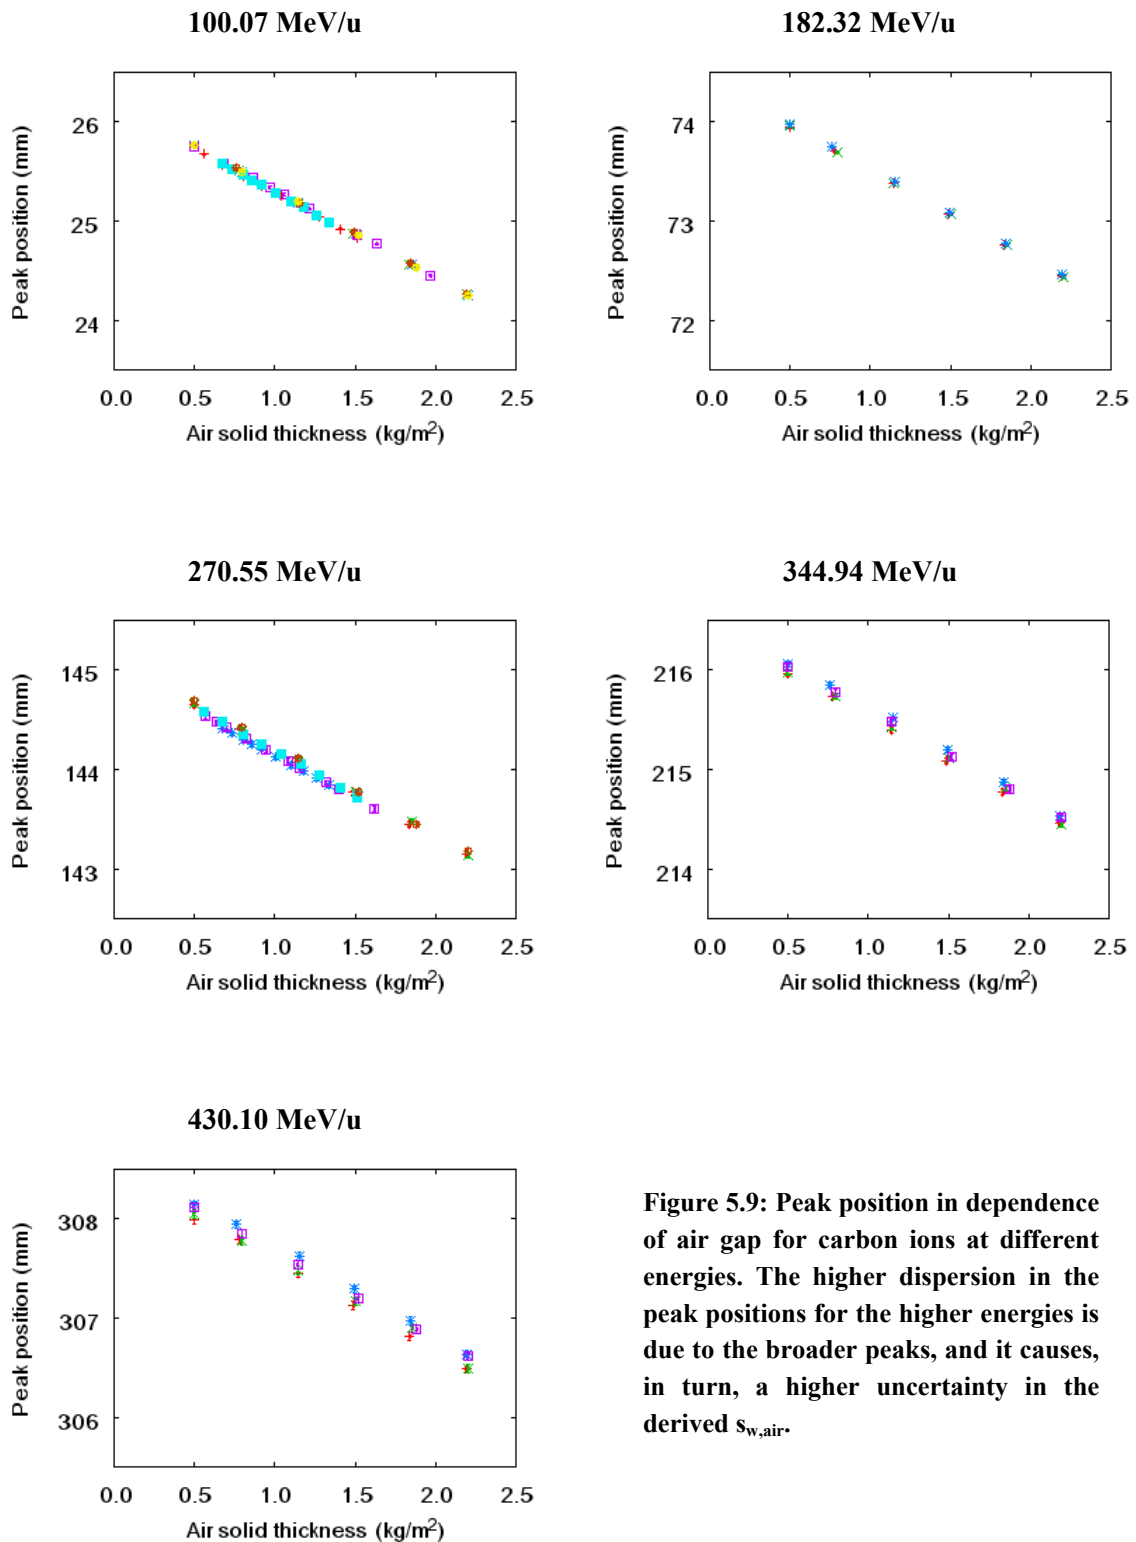 100.07 MeV/u
182.32 MeV/u
Peak position (mm)
26
25
24
0.0 0.5 1.0 1.5 2.0 2.5
Air solid thickness (kg/m²)
Peak position (mm)
74
73
72
0.0 0.5 1.0 1.5 2.0 2.5
Air solid thickness (kg/m²)
270.55 MeV/u
344.94 MeV/u
Peak position (mm)
145
144
143
0.0 0.5 1.0 1.5 2.0 2.5
Air solid thickness (kg/m²)
Peak position (mm)
216
215
214
0.0 0.5 1.0 1.5 2.0 2.5
Air solid thickness (kg/m²)
430.10 MeV/u
Peak position (mm)
308
307
306
0.0 0.5 1.0 1.5 2.0 2.5
Air solid thickness (kg/m²)
Figure 5.9: Peak position in dependence
of air gap for carbon ions at different
energies. The higher dispersion in the
peak positions for the higher energies is
due to the broader peaks, and it causes,
in turn, a higher uncertainty in the
derived s_w,air.